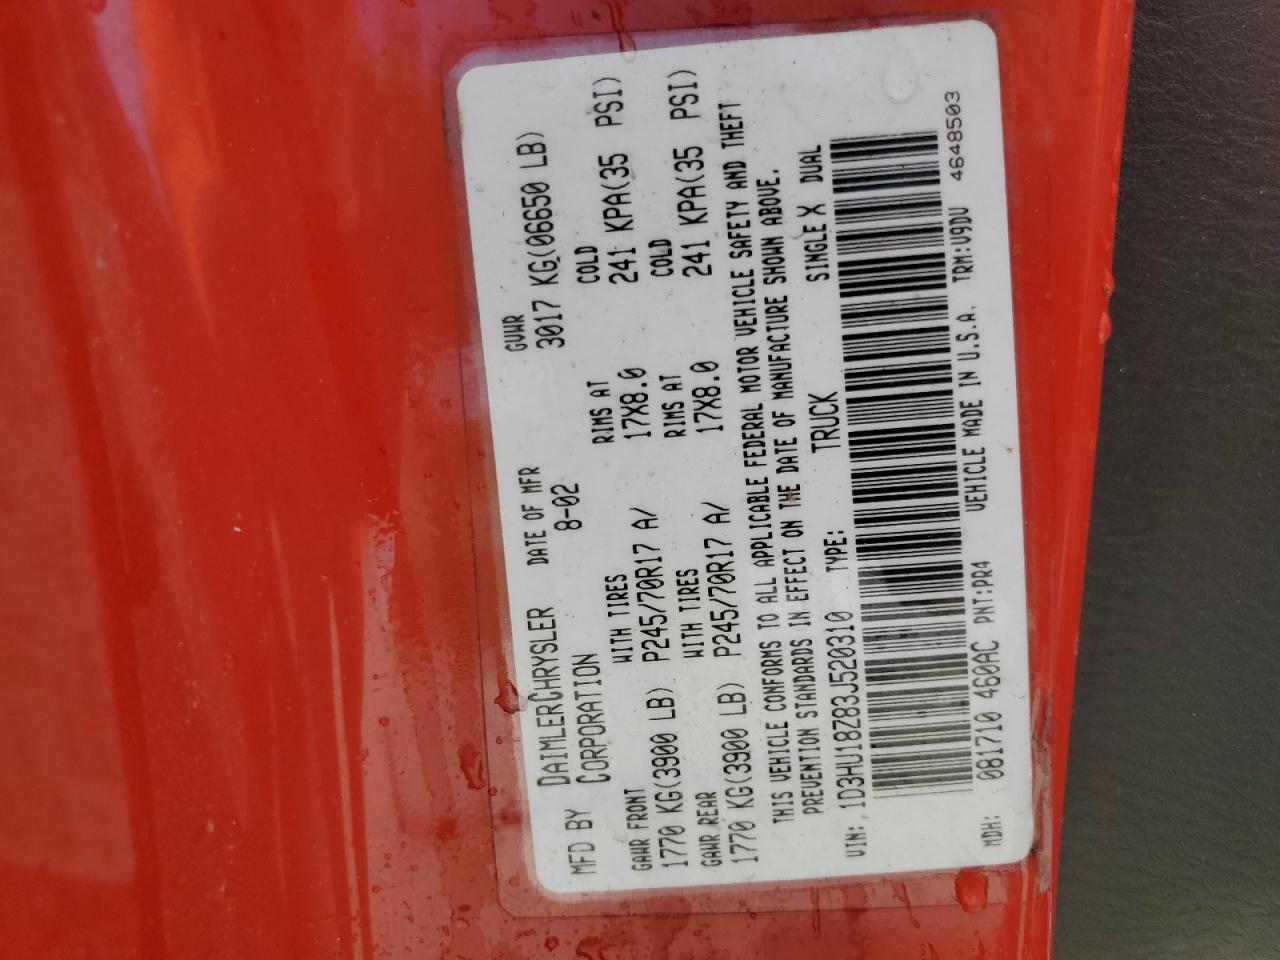 MFD BY DAIMLERCHRYSLER CORPORATION DATE OF MFR 8-02 GVWR 3017 KG(06650 LB)
GAWR FRONT WITH TIRES RIMS AT COLD
1770 KG(3900 LB) P245/70R17 A/ 17X8.0 241 KPA(35 PSI)
GAWR REAR WITH TIRES RIMS AT COLD
1770 KG(3900 LB) P245/70R17 A/ 17X8.0 241 KPA(35 PSI)
THIS VEHICLE CONFORMS TO ALL APPLICABLE FEDERAL MOTOR VEHICLE SAFETY AND THEFT
PREVENTION STANDARDS IN EFFECT ON THE DATE OF MANUFACTURE SHOWN ABOVE.
VIN: 1D3HU18Z83J520310 TYPE: TRUCK SINGLE X DUAL
MDH: 081710 460AC PNT:PR4 VEHICLE MADE IN U.S.A. TRM:V9DV 4648503